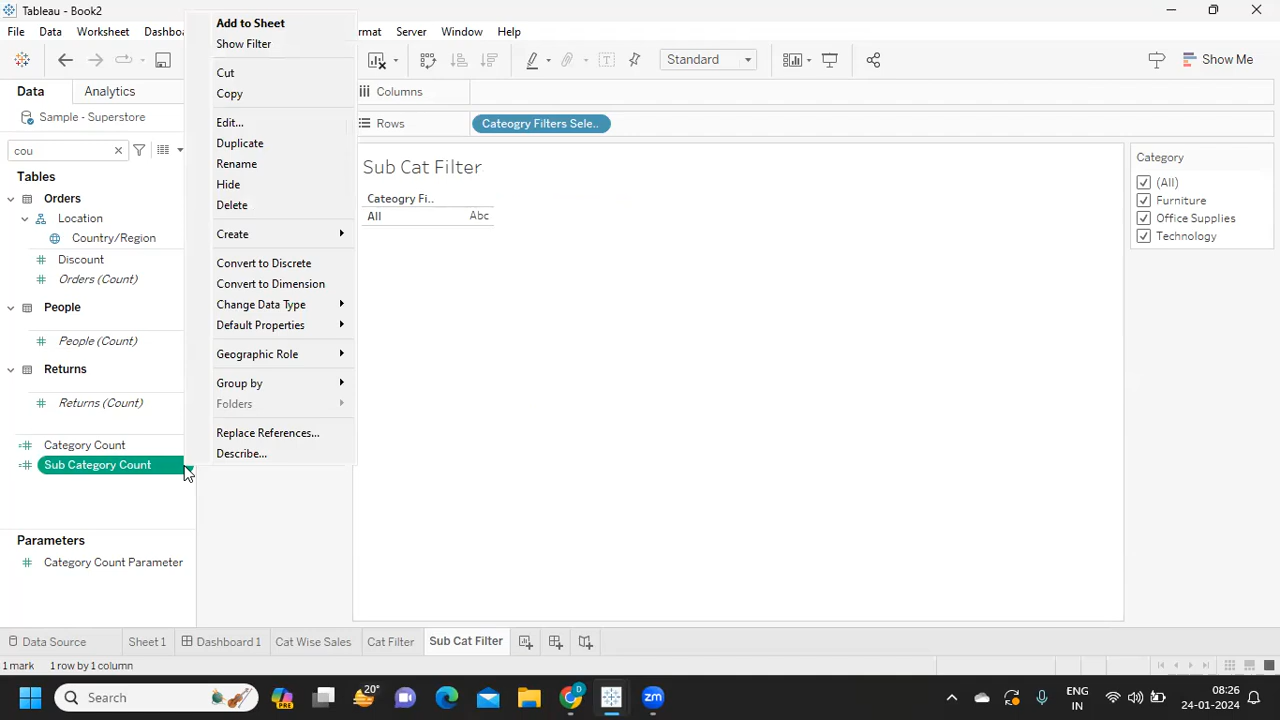 Tableau - Book2
File Data Worksheet Dashboa rmat Server Window Help
Standard Show Me
Data Analytics
Sample - Superstore
cou
Tables
Orders
Location
Country/Region
Discount
Orders (Count)
People
People (Count)
Returns
Returns (Count)
Category Count
Sub Category Count
Parameters
Category Count Parameter
Add to Sheet
Show Filter
Cut
Copy
Edit...
Duplicate
Rename
Hide
Delete
Create
Convert to Discrete
Convert to Dimension
Change Data Type
Default Properties
Geographic Role
Group by
Folders
Replace References...
Describe...
Columns
Rows Cateogry Filters Sele..
Sub Cat Filter
Cateogry Fi..
All Abc
Category
(All)
Furniture
Office Supplies
Technology
Data Source Sheet 1 Dashboard 1 Cat Wise Sales Cat Filter Sub Cat Filter
1 mark 1 row by 1 column
Search PRE 20° D zm ENG IN 08:26 24-01-2024